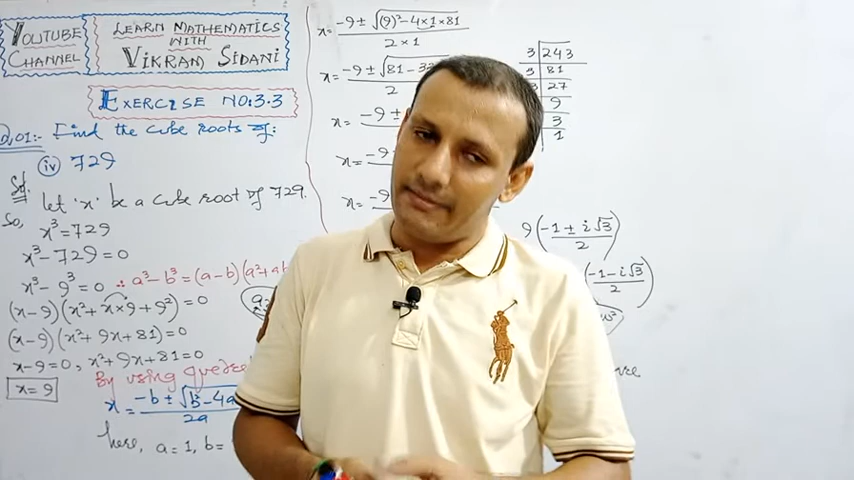 YOUTUBE
CHANNEL
LEARN MATHEMATICS
WITH
VIKRAM SIDANI
EXERCISE NO:3.3
Q.01:- Find the cube roots of:
(iv) 729
Sol.
let 'x' be a cube root of 729.
So,
x³=729
x³-729=0
x³-9³=0 ∴ a³-b³=(a-b)(a²+ab
(x-9)(x²+x×9+9²)=0
(x-9)(x²+9x+81)=0
x-9=0, x²+9x+81=0
x=9
By using
x= -b±√b²-4a
2a
here, a=1, b=
x= -9±√(9)²-4×1×81
2×1
x= -9±√81-32
2
x= -9±
x= -9
x= -9
3 243
3 81
3 27
9
3
1
9(-1±i√3
2)
-1-i√3
2)